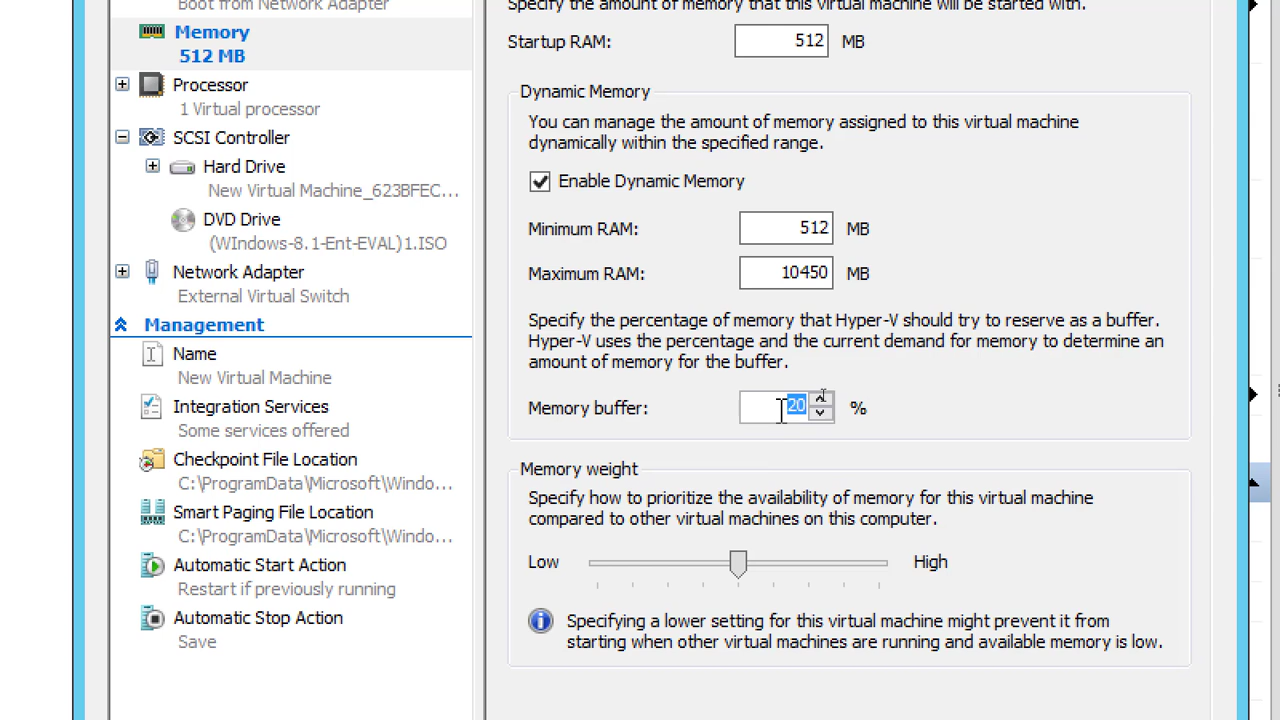 Boot from Network Adapter
Memory
512 MB
Processor
1 Virtual processor
SCSI Controller
Hard Drive
New Virtual Machine_623BFEC...
DVD Drive
(WIndows-8.1-Ent-EVAL)1.ISO
Network Adapter
External Virtual Switch
Management
Name
New Virtual Machine
Integration Services
Some services offered
Checkpoint File Location
C:\ProgramData\Microsoft\Windo...
Smart Paging File Location
C:\ProgramData\Microsoft\Windo...
Automatic Start Action
Restart if previously running
Automatic Stop Action
Save
Specify the amount of memory that this virtual machine will be started with.
Startup RAM: 512 MB
Dynamic Memory
You can manage the amount of memory assigned to this virtual machine
dynamically within the specified range.
Enable Dynamic Memory
Minimum RAM: 512 MB
Maximum RAM: 10450 MB
Specify the percentage of memory that Hyper-V should try to reserve as a buffer.
Hyper-V uses the percentage and the current demand for memory to determine an
amount of memory for the buffer.
Memory buffer: 20 %
Memory weight
Specify how to prioritize the availability of memory for this virtual machine
compared to other virtual machines on this computer.
Low High
Specifying a lower setting for this virtual machine might prevent it from
starting when other virtual machines are running and available memory is low.